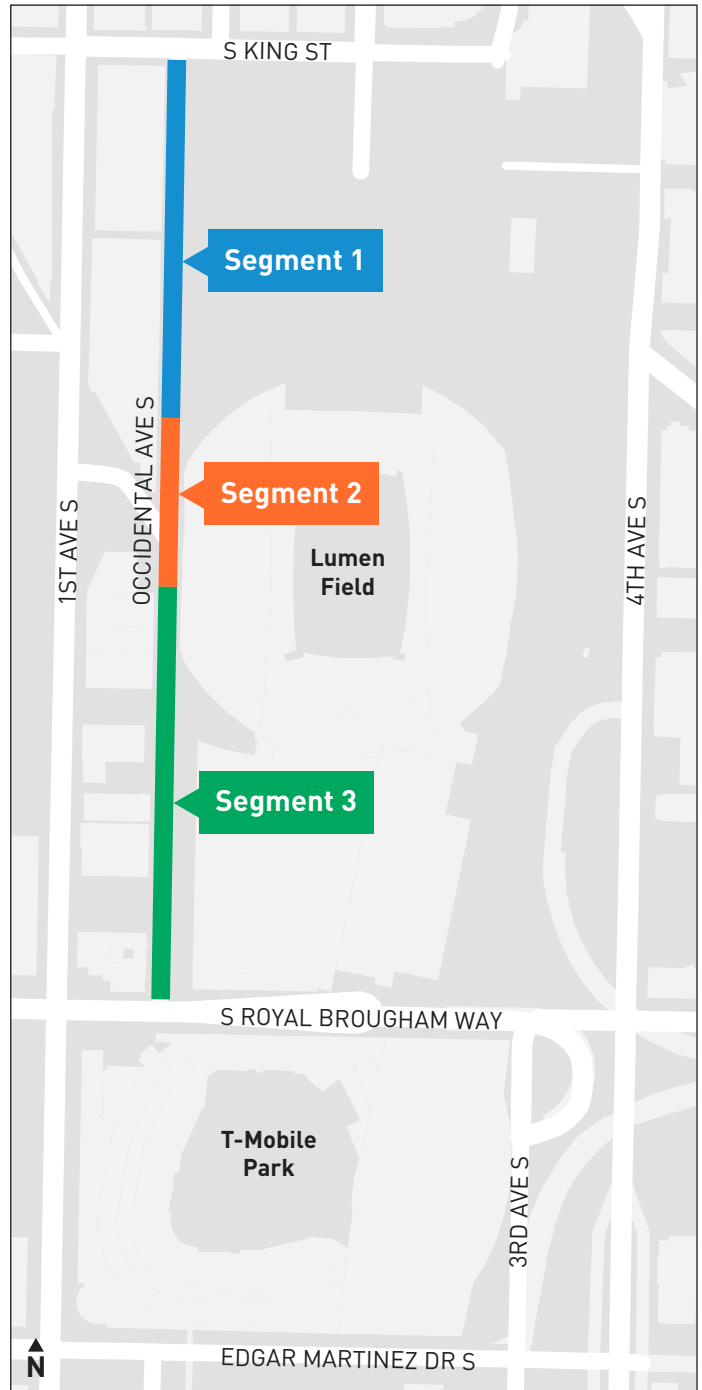 S KING ST
Segment 1
OCCIDENTAL AVE S
Segment 2
1ST AVE S
4TH AVE S
Lumen
Field
Segment 3
S ROYAL BROUGHAM WAY
T-Mobile
Park
3RD AVE S
EDGAR MARTINEZ DR S
N